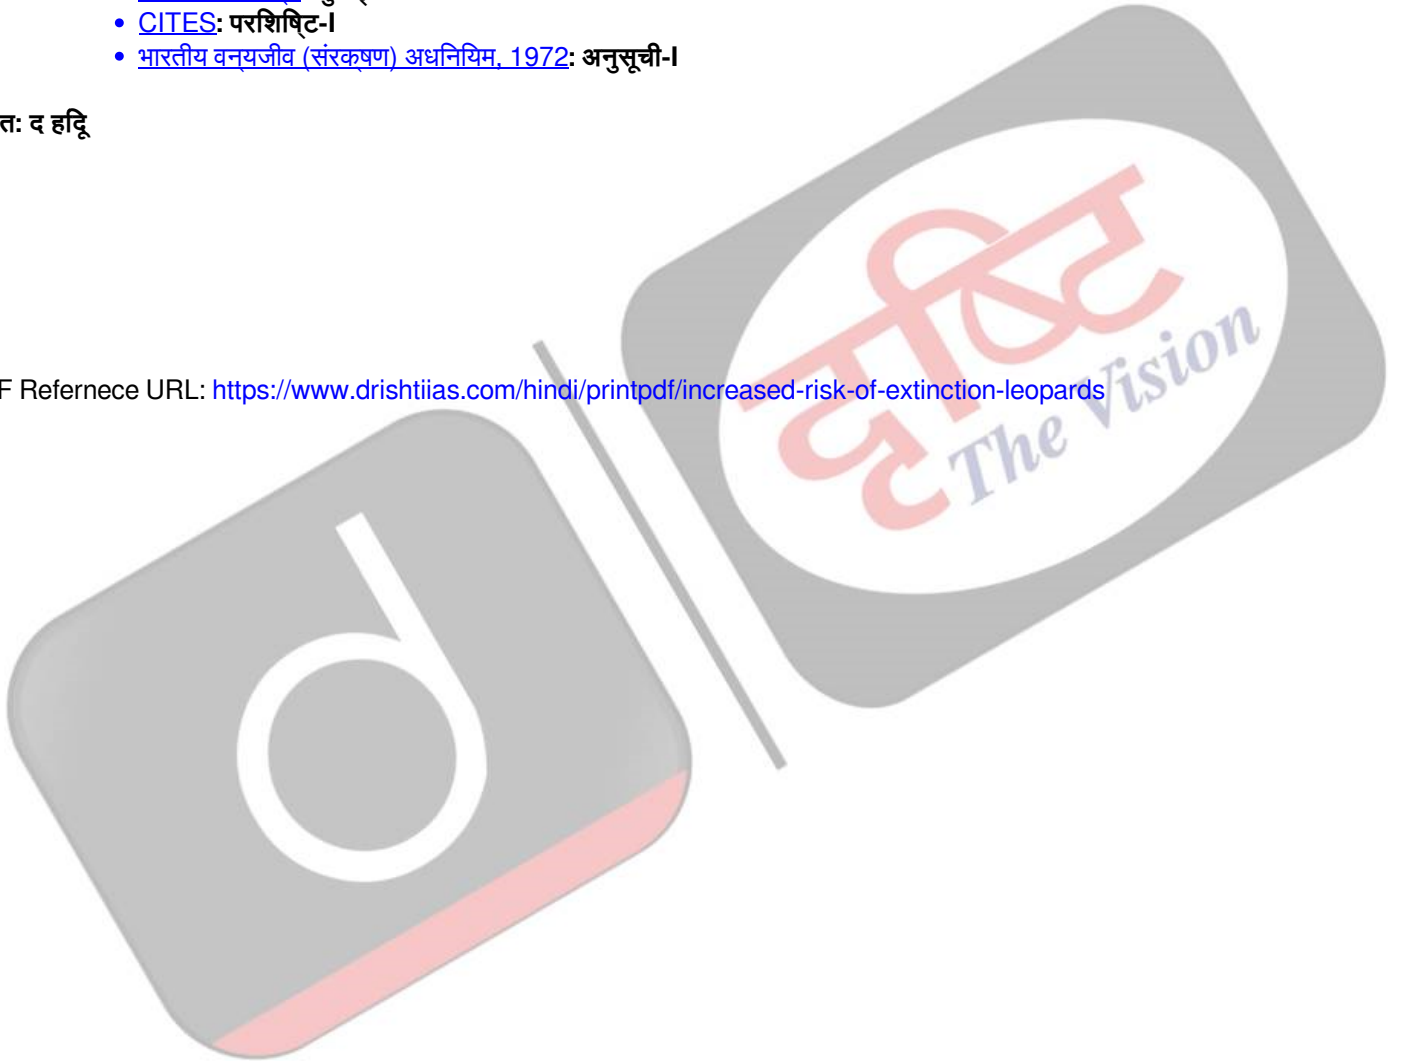 • CITES: परिशिष्ट-I
• भारतीय वन्यजीव (संरक्षण) अधिनियम, 1972: अनुसूची-I
त: द हिंदू
F Refernece URL: https://www.drishtiias.com/hindi/printpdf/increased-risk-of-extinction-leopards
दृष्टि
The Vision
d